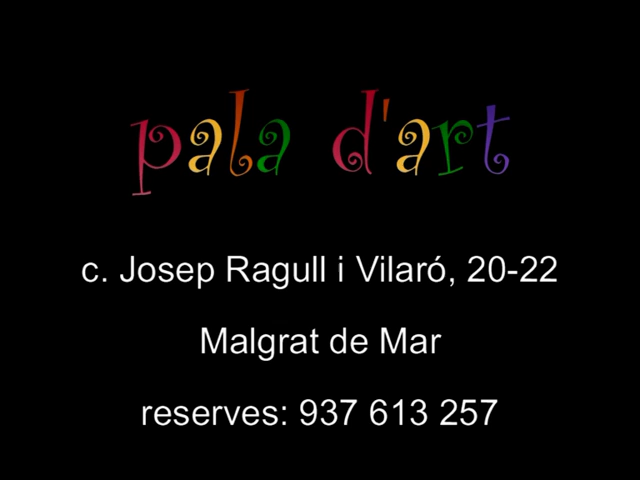 pala d'art
c. Josep Ragull i Vilaró, 20-22
Malgrat de Mar
reserves: 937 613 257